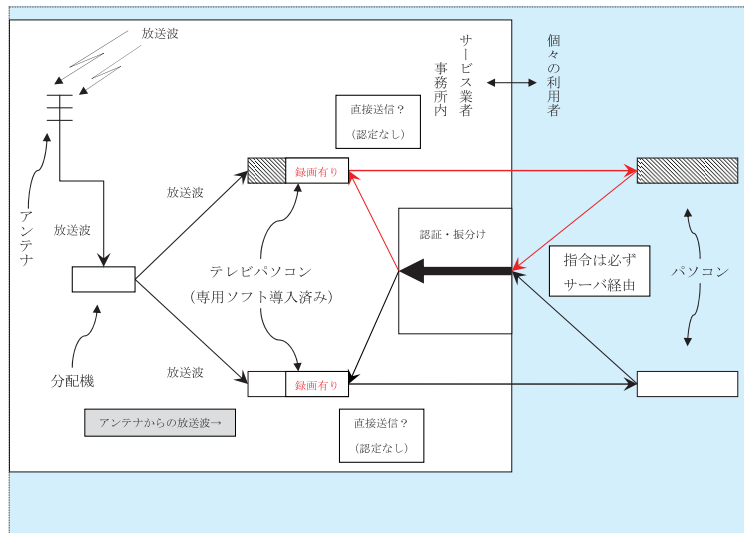 放送波
サービス業者
事務所内
個々の利用者
直接送信？
（認定なし）
録画有り
放送波
アンテナ
放送波
認証・振分け
テレビパソコン
（専用ソフト導入済み）
指令は必ず
サーバ経由
パソコン
分配機
放送波
録画有り
アンテナからの放送波→
直接送信？
（認定なし）